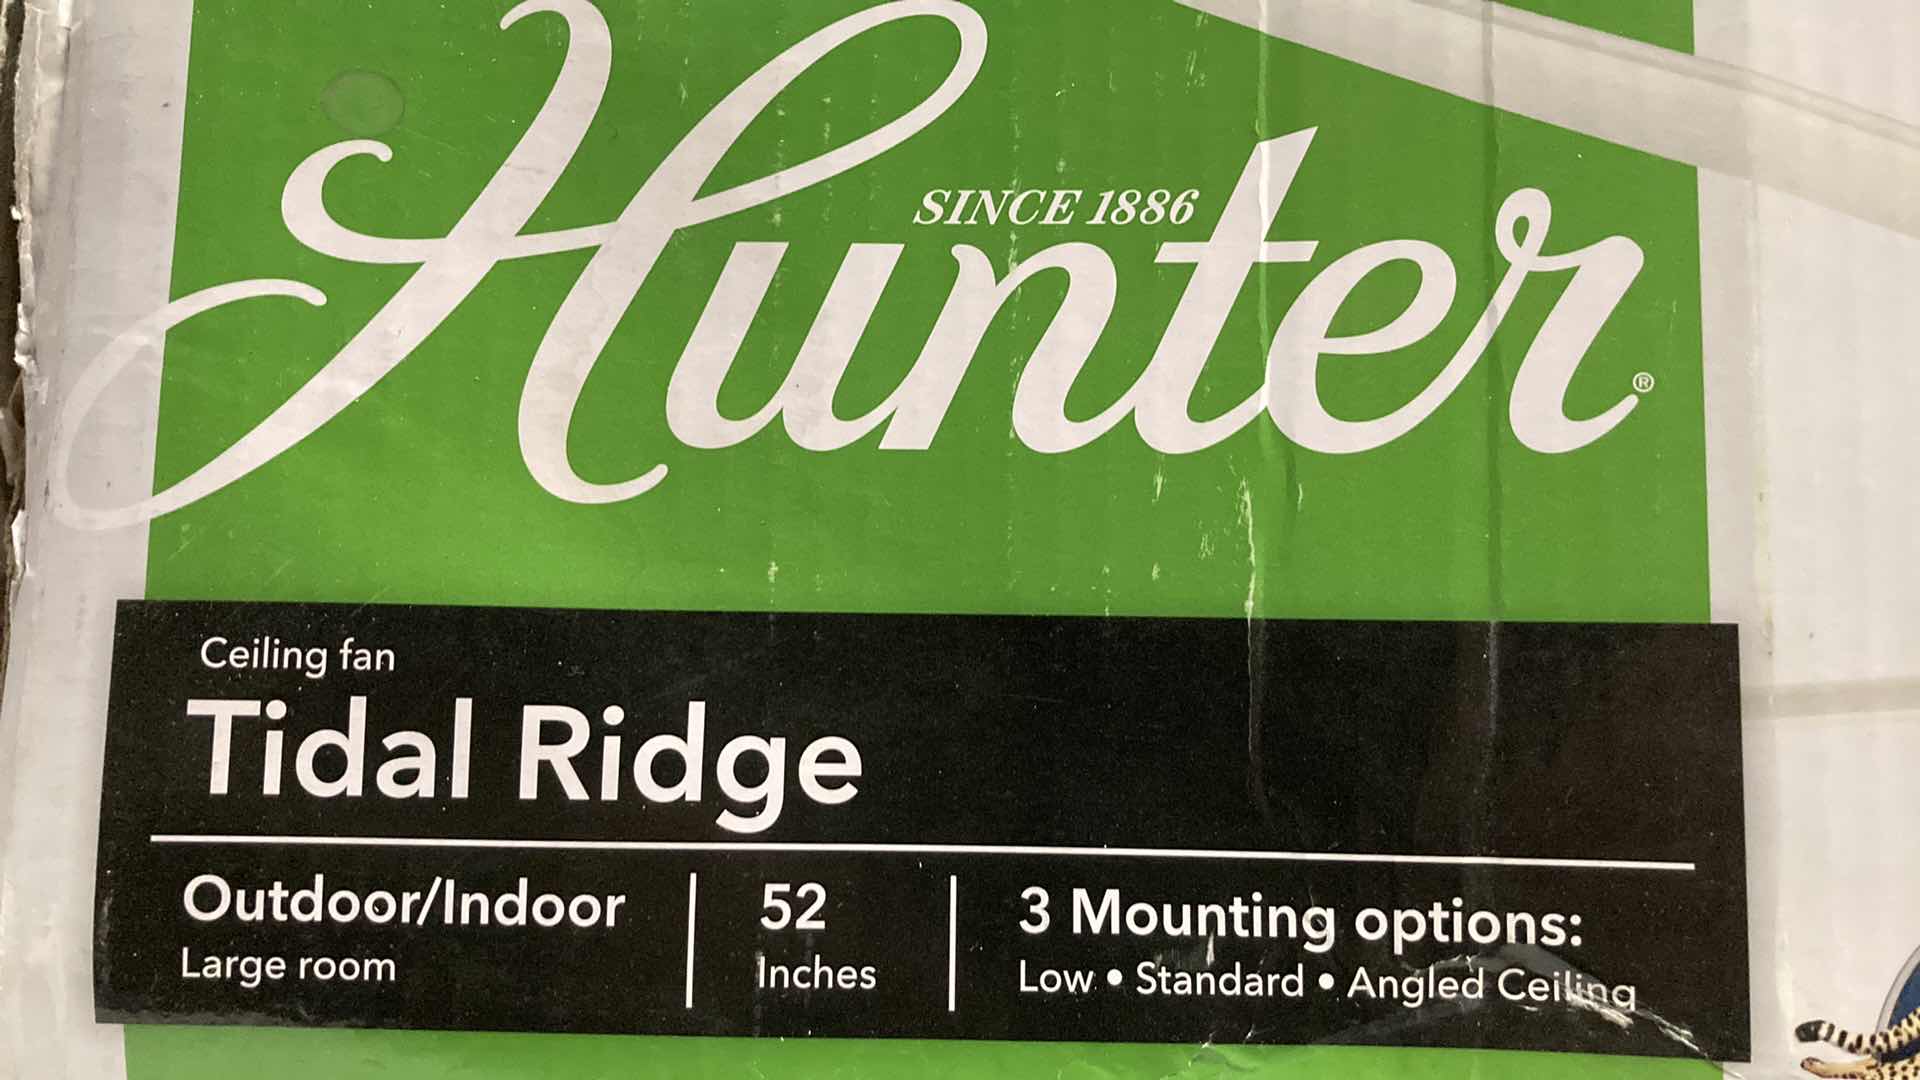 Hunter®
SINCE 1886
Ceiling fan
Tidal Ridge
Outdoor/Indoor
Large room
52
Inches
3 Mounting options:
Low • Standard • Angled Ceiling